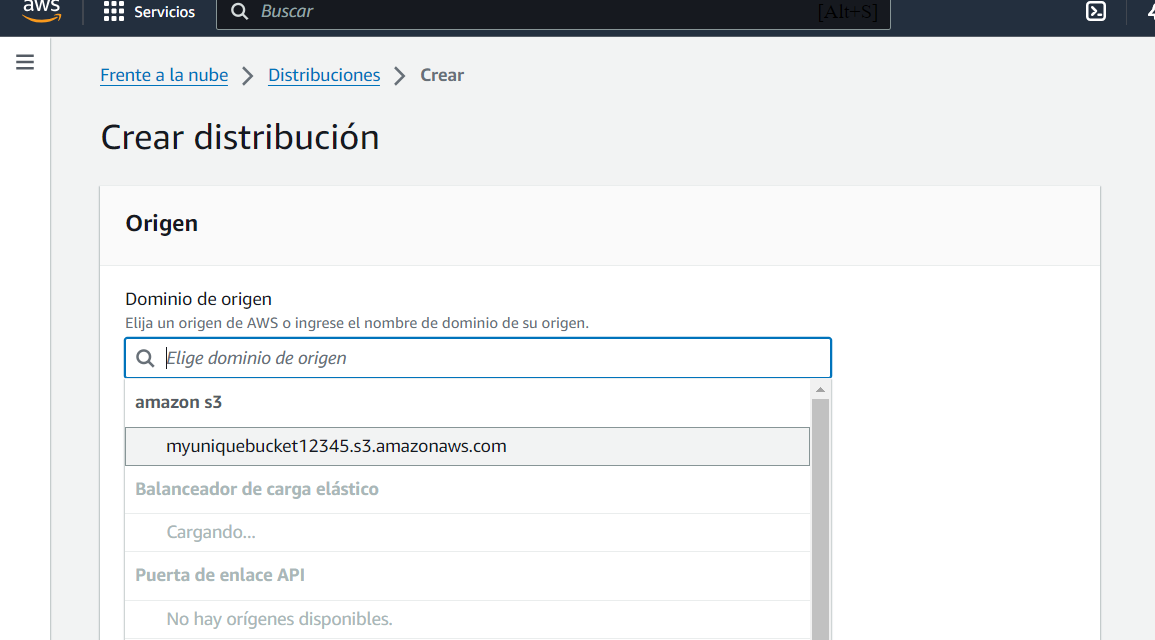 aws
Servicios
Buscar
[Alt+S]
Frente a la nube > Distribuciones > Crear
Crear distribución
Origen
Dominio de origen
Elija un origen de AWS o ingrese el nombre de dominio de su origen.
Elige dominio de origen
amazon s3
myuniquebucket12345.s3.amazonaws.com
Balanceador de carga elástico
Cargando...
Puerta de enlace API
No hay orígenes disponibles.